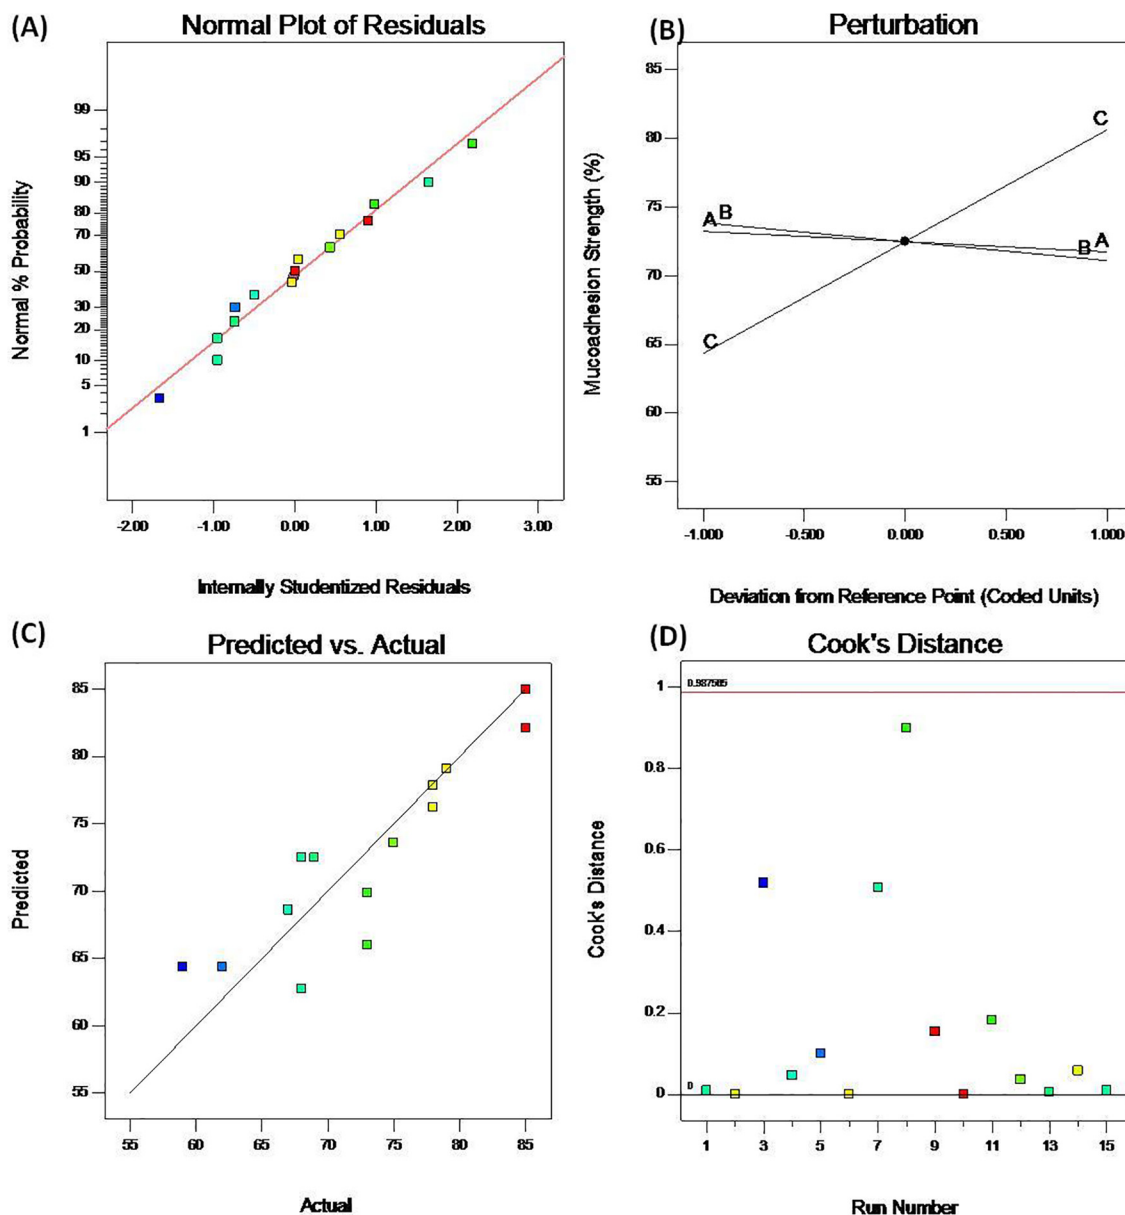 (A)
Normal Plot of Residuals
Normal % Probability
99
95
90
80
70
50
30
20
10
5
1
-2.00 -1.00 0.00 1.00 2.00 3.00
Internally Studentized Residuals
(B)
Perturbation
Mucoadhesion Strength (%)
85
80
75
70
65
60
55
A
B
C
C
A
B
-1.000 -0.500 0.000 0.500 1.000
Deviation from Reference Point (Coded Units)
(C)
Predicted vs. Actual
Predicted
85
80
75
70
65
60
55
55 60 65 70 75 80 85
Actual
(D)
Cook's Distance
Cook's Distance
1
0.8
0.6
0.4
0.2
0
0
1 3 5 7 9 11 13 15
Run Number